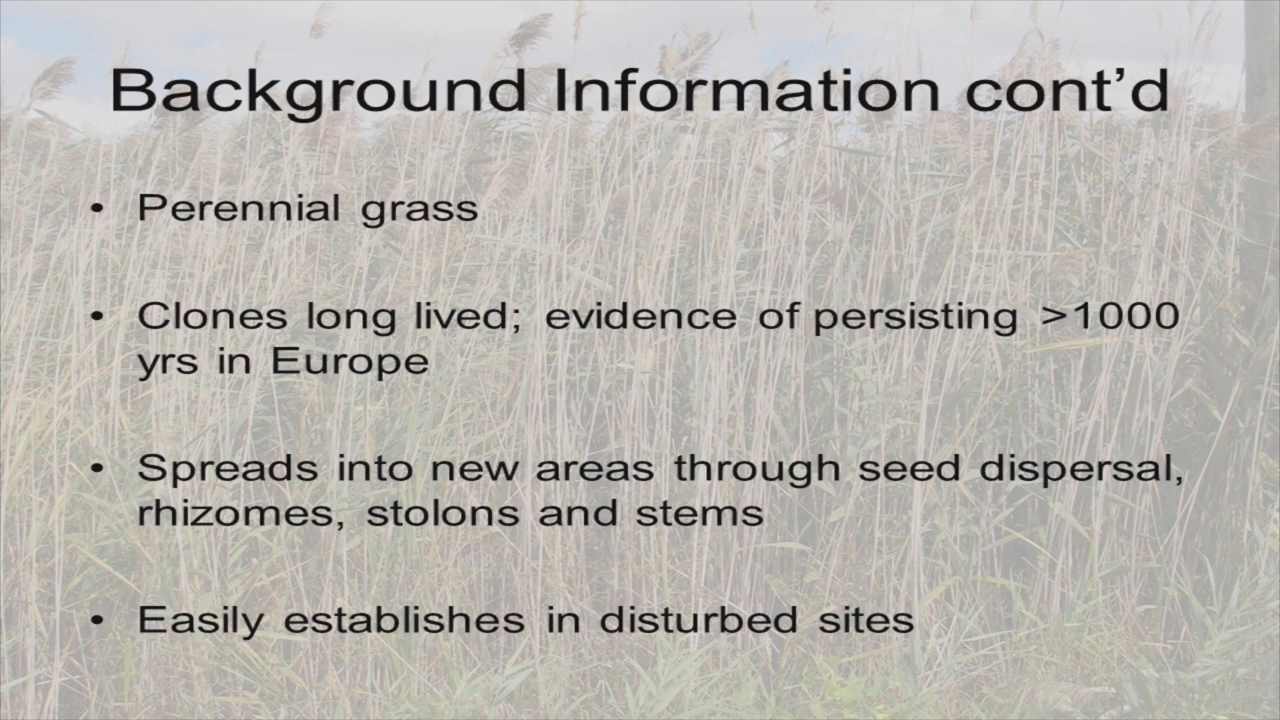 Background Information cont’d
• Perennial grass
• Clones long lived; evidence of persisting >1000
yrs in Europe
• Spreads into new areas through seed dispersal,
rhizomes, stolons and stems
• Easily establishes in disturbed sites